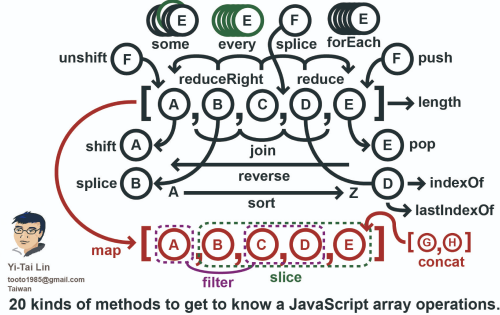 E E F E
some every splice forEach
unshift F F push
reduceRight reduce
[ A , B , C , D , E ] length
shift A join E pop
reverse
splice B A Z D indexOf
sort
lastIndexOf
map [ A , B , C , D , E ] [ G , H ]
concat
slice
filter
Yi-Tai Lin
tooto1985@gmail.com
Taiwan
20 kinds of methods to get to know a JavaScript array operations.